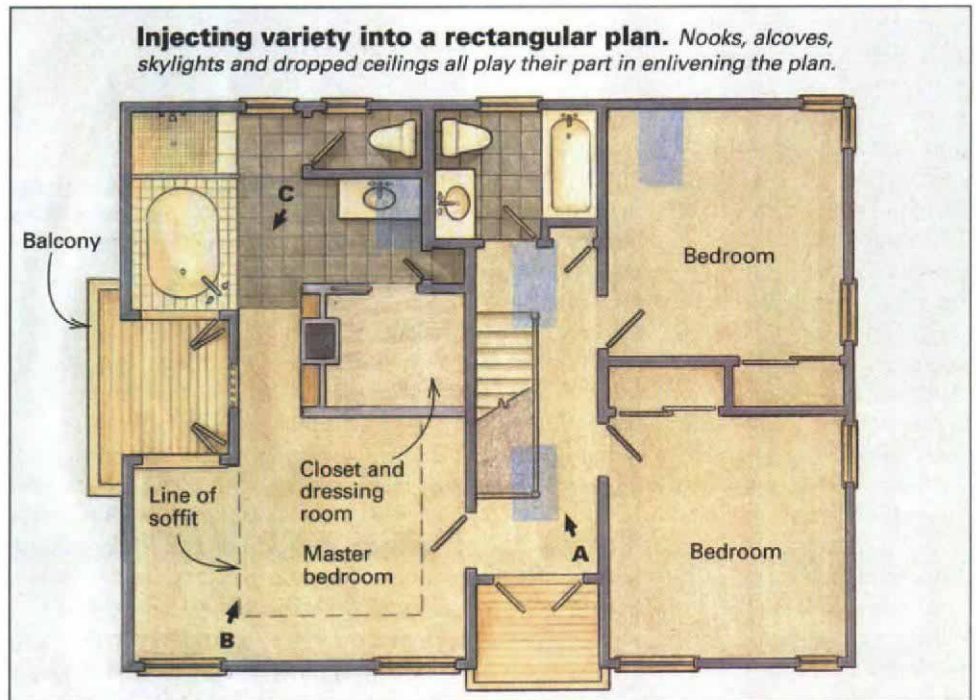 Injecting variety into a rectangular plan. Nooks, alcoves,
skylights and dropped ceilings all play their part in enlivening the plan.
C
Balcony
Bedroom
Closet and
dressing
room
Line of
soffit
Master
bedroom
A
Bedroom
B